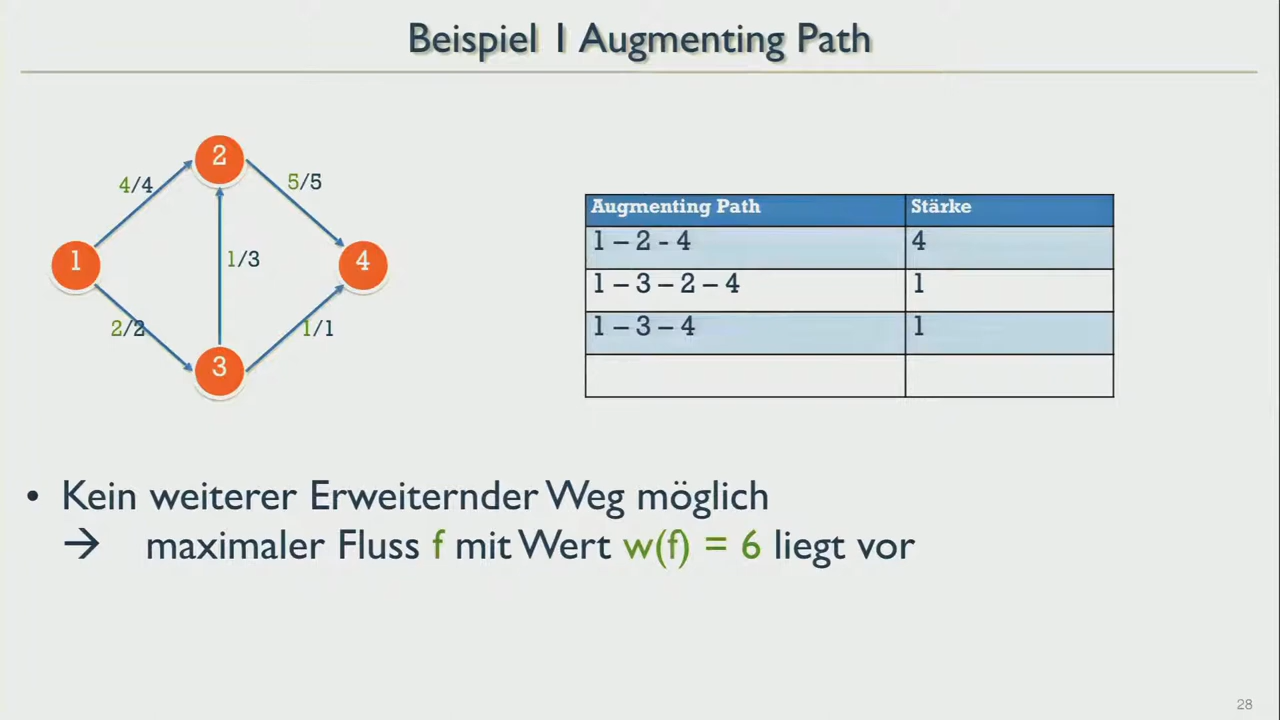 Beispiel 1 Augmenting Path
2
4/4
5/5
1
1/3
4
2/2
1/1
3
Augmenting Path Stärke
1 – 2 - 4 4
1 – 3 – 2 – 4 1
1 – 3 – 4 1
• Kein weiterer Erweiternder Weg möglich
→ maximaler Fluss f mit Wert w(f) = 6 liegt vor
28